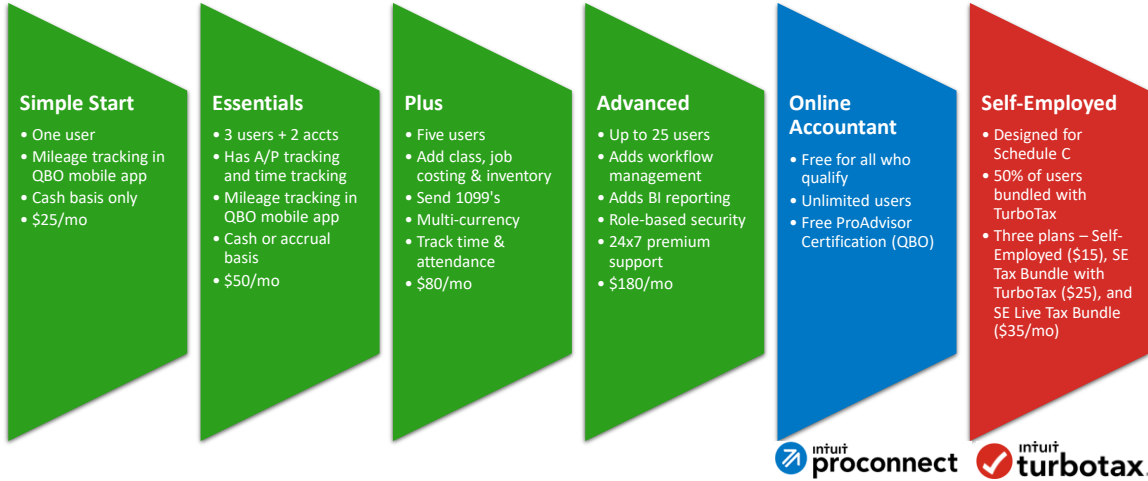 Simple Start
• One user
• Mileage tracking in
QBO mobile app
• Cash basis only
• $25/mo
Essentials
• 3 users + 2 accts
• Has A/P tracking
and time tracking
• Mileage tracking in
QBO mobile app
• Cash or accrual
basis
• $50/mo
Plus
• Five users
• Add class, job
costing & inventory
• Send 1099's
• Multi-currency
• Track time &
attendance
• $80/mo
Advanced
• Up to 25 users
• Adds workflow
management
• Adds BI reporting
• Role-based security
• 24x7 premium
support
• $180/mo
Online
Accountant
• Free for all who
qualify
• Unlimited users
• Free ProAdvisor
Certification (QBO)
Self-Employed
• Designed for
Schedule C
• 50% of users
bundled with
TurboTax
• Three plans – Self-
Employed ($15), SE
Tax Bundle with
TurboTax ($25), and
SE Live Tax Bundle
($35/mo)
intuit
proconnect
intuit
turbotax.